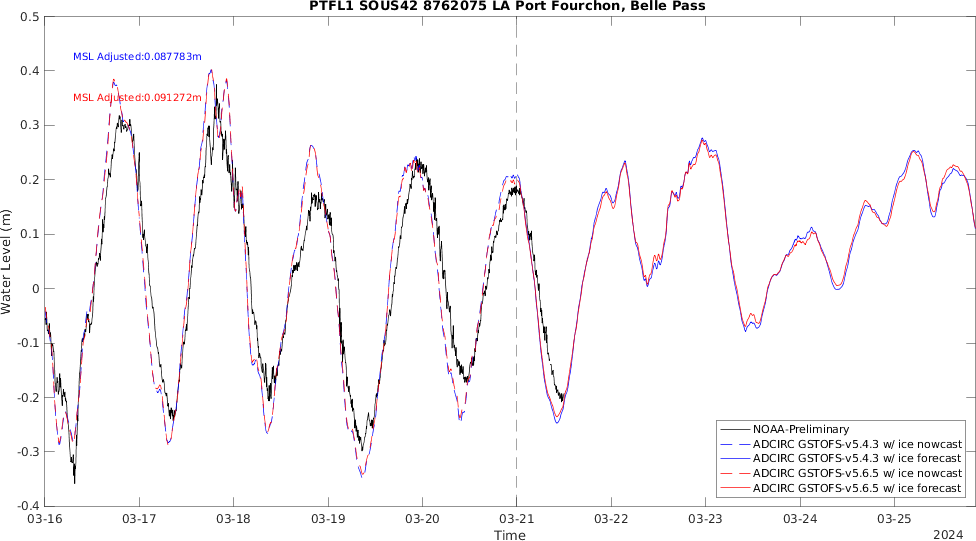 PTFL1 SOUS42 8762075 LA Port Fourchon, Belle Pass
0.5
0.4
0.3
0.2
0.1
0
-0.1
-0.2
-0.3
-0.4
Water Level (m)
MSL Adjusted:0.087783m
MSL Adjusted:0.091272m
NOAA-Preliminary
ADCIRC GSTOFS-v5.4.3 w/ ice nowcast
ADCIRC GSTOFS-v5.4.3 w/ ice forecast
ADCIRC GSTOFS-v5.6.5 w/ ice nowcast
ADCIRC GSTOFS-v5.6.5 w/ ice forecast
03-16 03-17 03-18 03-19 03-20 03-21 03-22 03-23 03-24 03-25
Time
2024